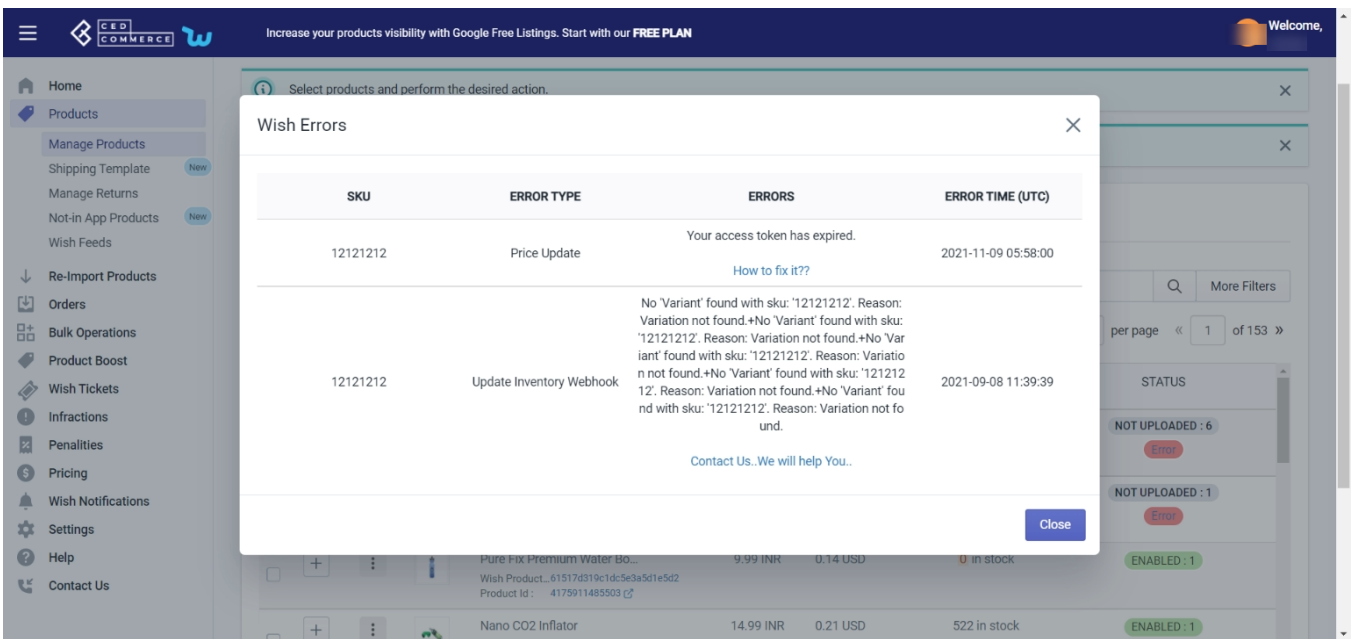 CED COMMERCE
Increase your products visibility with Google Free Listings. Start with our FREE PLAN
Welcome,
Home
Products
Manage Products
Shipping Template New
Manage Returns
Not-in App Products New
Wish Feeds
Re-Import Products
Orders
Bulk Operations
Product Boost
Wish Tickets
Infractions
Penalities
Pricing
Wish Notifications
Settings
Help
Contact Us
Select products and perform the desired action.
Wish Errors
SKU ERROR TYPE ERRORS ERROR TIME (UTC)
12121212 Price Update Your access token has expired. 2021-11-09 05:58:00
How to fix it??
12121212 Update Inventory Webhook 2021-09-08 11:39:39
No 'Variant' found with sku: '12121212'. Reason:
Variation not found.+No 'Variant' found with sku:
'12121212'. Reason: Variation not found.+No 'Var
iant' found with sku: '12121212'. Reason: Variatio
n not found.+No 'Variant' found with sku: '121212
12'. Reason: Variation not found.+No 'Variant' fou
nd with sku: '12121212'. Reason: Variation not fo
und.
Contact Us..We will help You..
Close
More Filters
per page « 1 of 153 »
STATUS
NOT UPLOADED : 6
Error
NOT UPLOADED : 1
Error
Pure Fix Premium Water Bo... 9.99 INR 0.14 USD 0 in stock ENABLED : 1
Wish Product...61517d319c1dc5e3a5d1e5d2
Product Id : 4175911485503
Nano CO2 Inflator 14.99 INR 0.21 USD 522 in stock ENABLED : 1